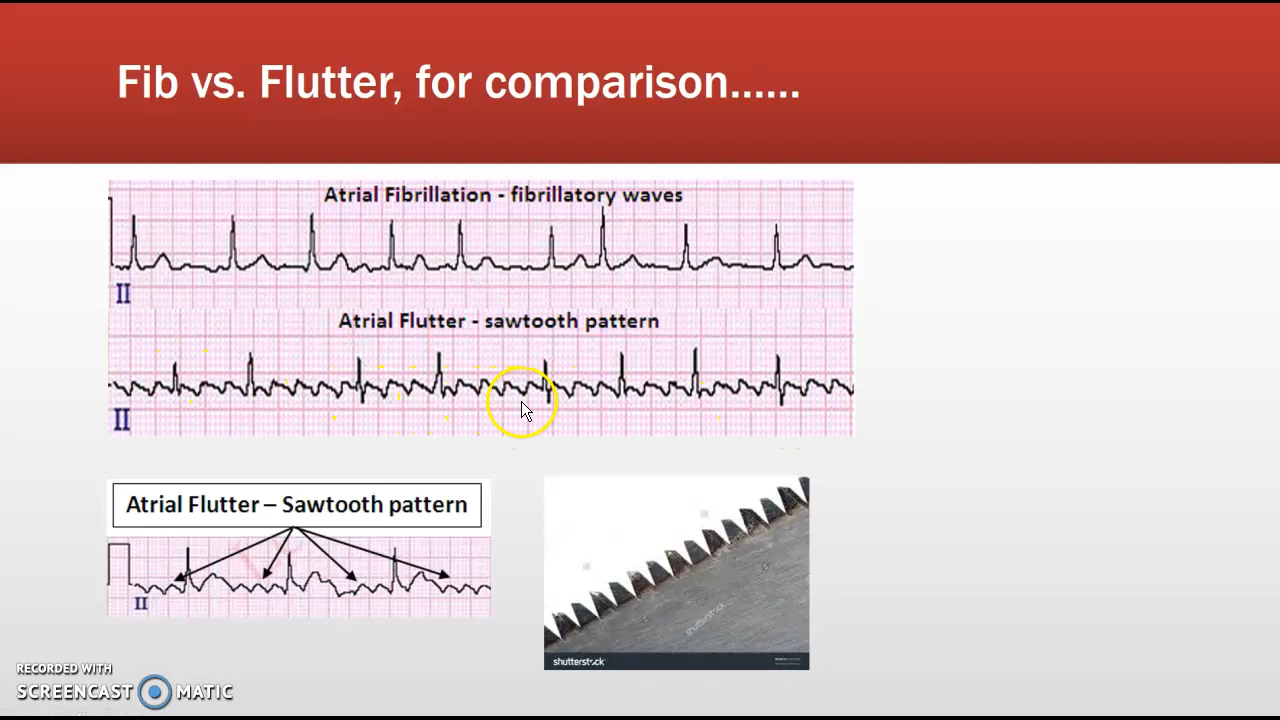 Fib vs. Flutter, for comparison......
Atrial Fibrillation - fibrillatory waves
II
Atrial Flutter - sawtooth pattern
II
Atrial Flutter – Sawtooth pattern
II
shutterstock
shutterstock
RECORDED WITH
SCREENCAST MATIC